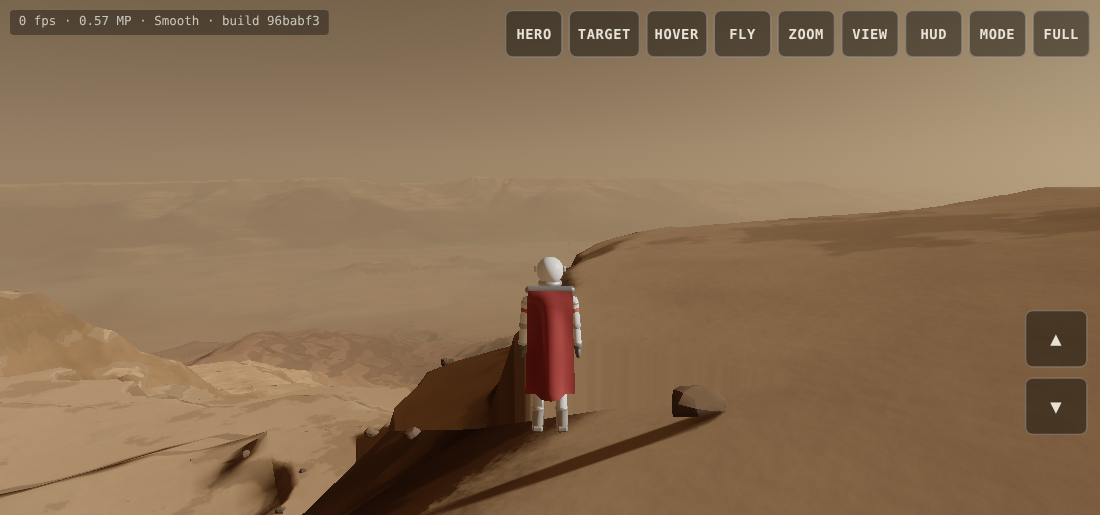 0 fps · 0.57 MP · Smooth · build 96babf3
HERO TARGET HOVER FLY ZOOM VIEW HUD MODE FULL
▲
▼